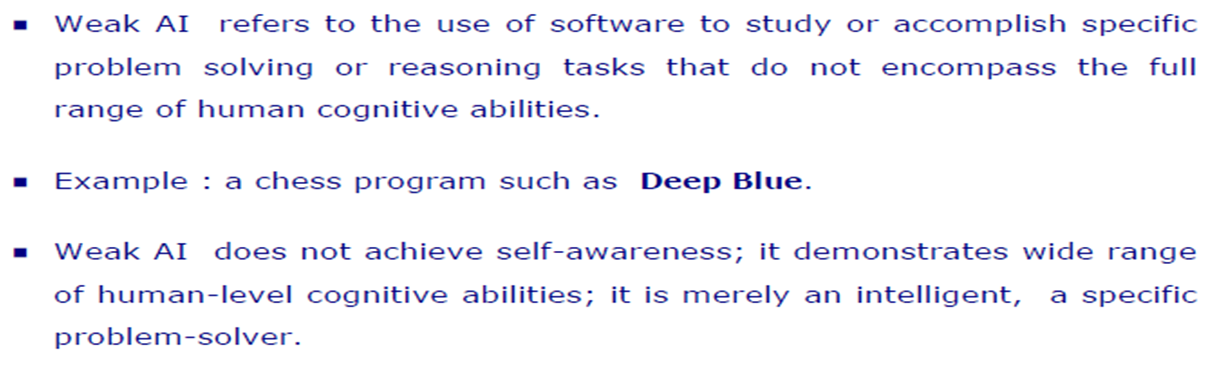 ▪ Weak AI refers to the use of software to study or accomplish specific
problem solving or reasoning tasks that do not encompass the full
range of human cognitive abilities.
▪ Example : a chess program such as Deep Blue.
▪ Weak AI does not achieve self-awareness; it demonstrates wide range
of human-level cognitive abilities; it is merely an intelligent, a specific
problem-solver.